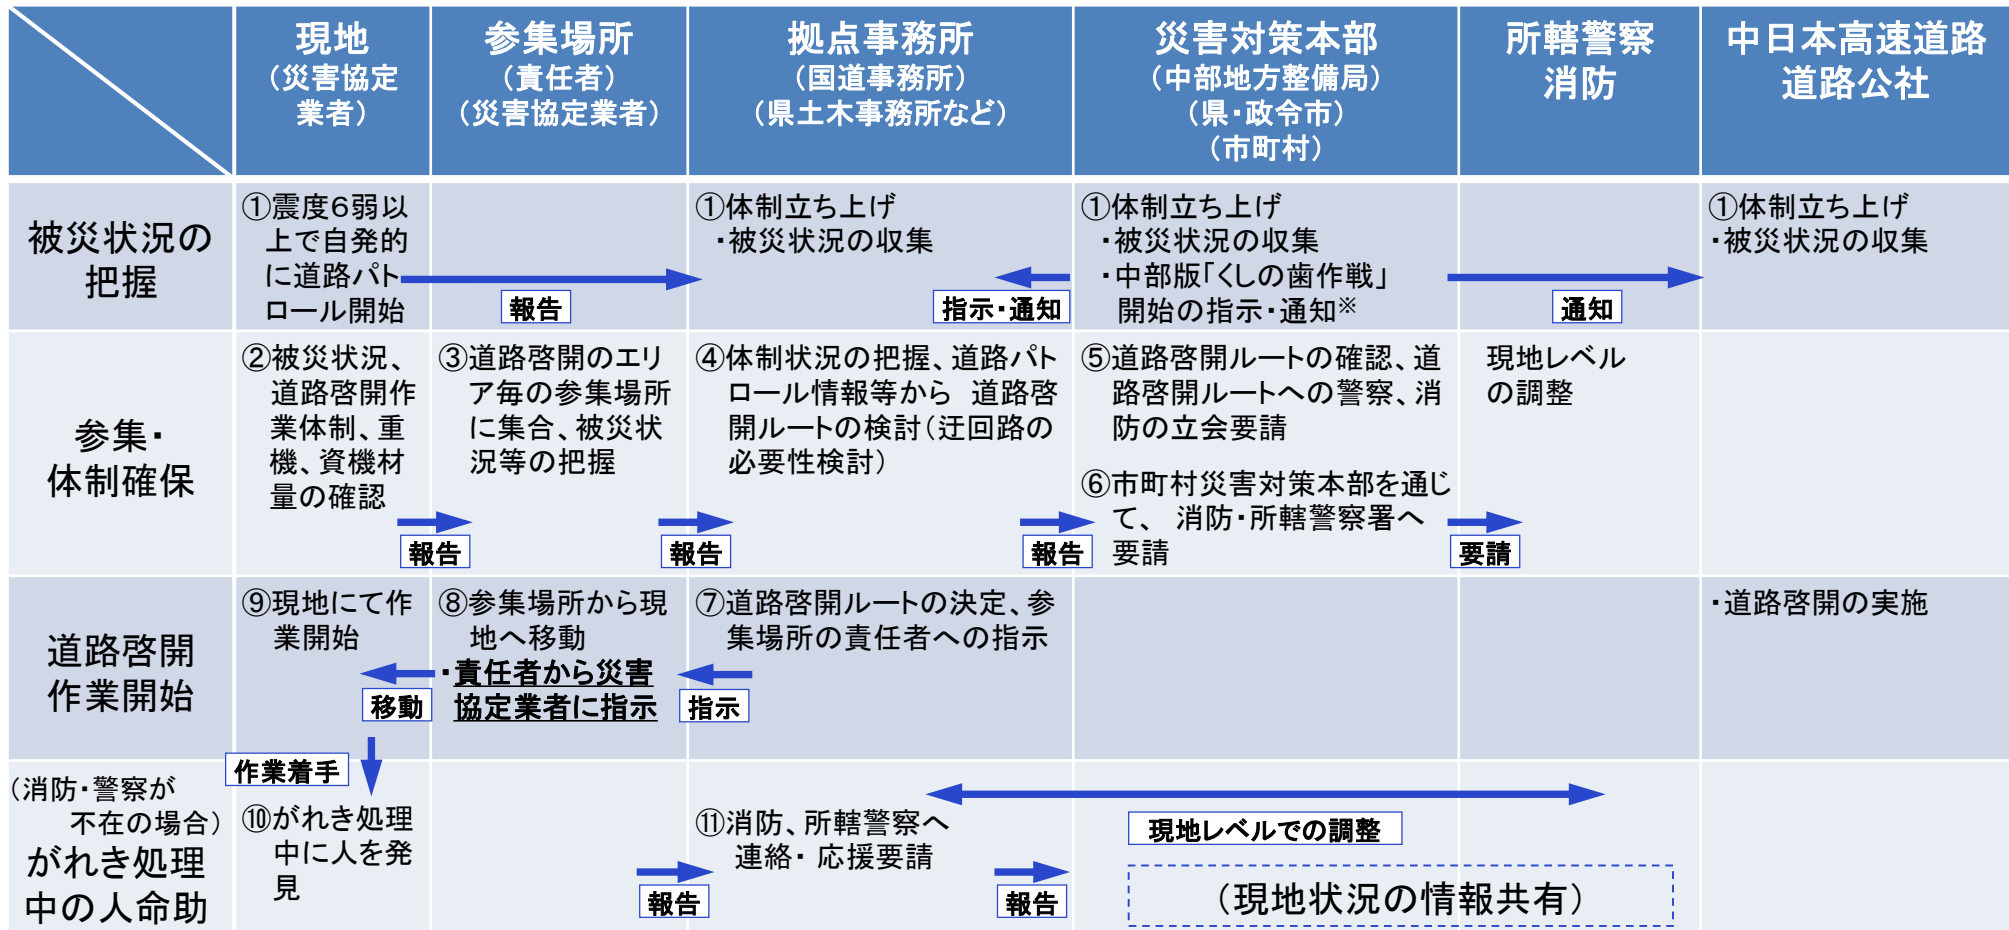 現地
（災害協定
業者）
参集場所
（責任者）
（災害協定業者）
拠点事務所
（国道事務所）
（県土木事務所など）
災害対策本部
（中部地方整備局）
（県・政令市）
（市町村）
所轄警察
消防
中日本高速道路
道路公社
被災状況の
把握
①震度６弱以
上で自発的
に道路パト
ロール開始
報告
①体制立ち上げ
・被災状況の収集
指示・通知
①体制立ち上げ
・被災状況の収集
・中部版「くしの歯作戦」
開始の指示・通知※
通知
①体制立ち上げ
・被災状況の収集
参集・
体制確保
②被災状況、
道路啓開作
業体制、重
機、資機材
量の確認
報告
③道路啓開のエリ
ア毎の参集場所
に集合、被災状
況等の把握
報告
④体制状況の把握、道路パト
ロール情報等から　道路啓
開ルートの検討（迂回路の
必要性検討）
報告
⑤道路啓開ルートの確認、道
路啓開ルートへの警察、消
防の立会要請
⑥市町村災害対策本部を通じ
て、　消防・所轄警察署へ
要請
要請
現地レベル
の調整
道路啓開
作業開始
⑨現地にて作
業開始
移動
⑧参集場所から現
地へ移動
・責任者から災害
協定業者に指示
指示
⑦道路啓開ルートの決定、参
集場所の責任者への指示
・道路啓開の実施
作業着手
（消防・警察が
不在の場合）
がれき処理
中の人命助
⑩がれき処理
中に人を発
見
報告
⑪消防、所轄警察へ
連絡・ 応援要請
報告
現地レベルでの調整
（現地状況の情報共有）